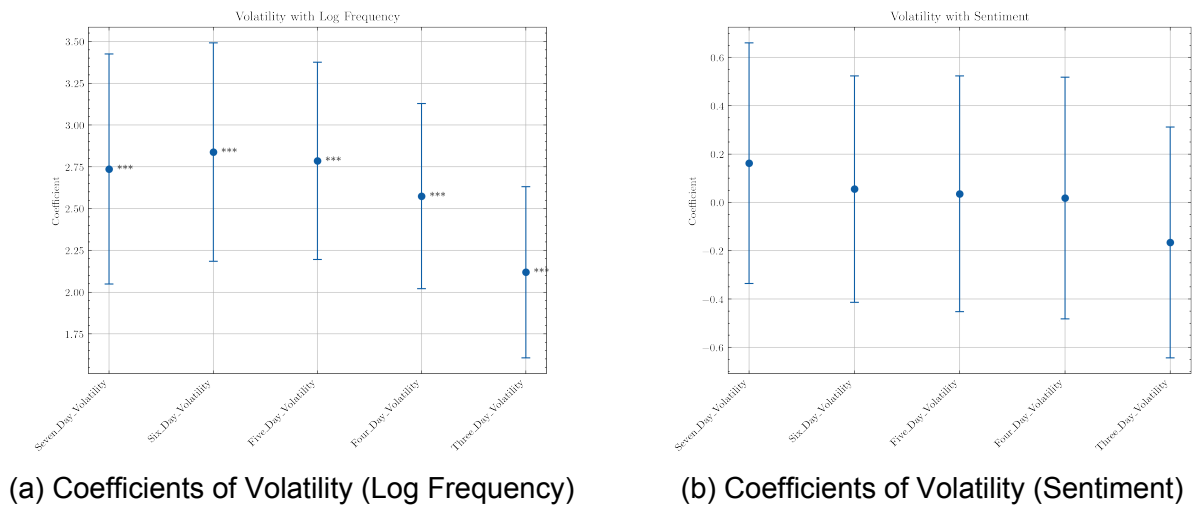 Volatility with Log Frequency
3.50
3.25
3.00
2.75
2.50
2.25
2.00
1.75
Coefficient
***
***
***
***
***
Seven_Day_Volatility
Six_Day_Volatility
Five_Day_Volatility
Four_Day_Volatility
Three_Day_Volatility
(a) Coefficients of Volatility (Log Frequency)
Volatility with Sentiment
0.6
0.4
0.2
0.0
−0.2
−0.4
−0.6
Coefficient
Seven_Day_Volatility
Six_Day_Volatility
Five_Day_Volatility
Four_Day_Volatility
Three_Day_Volatility
(b) Coefficients of Volatility (Sentiment)